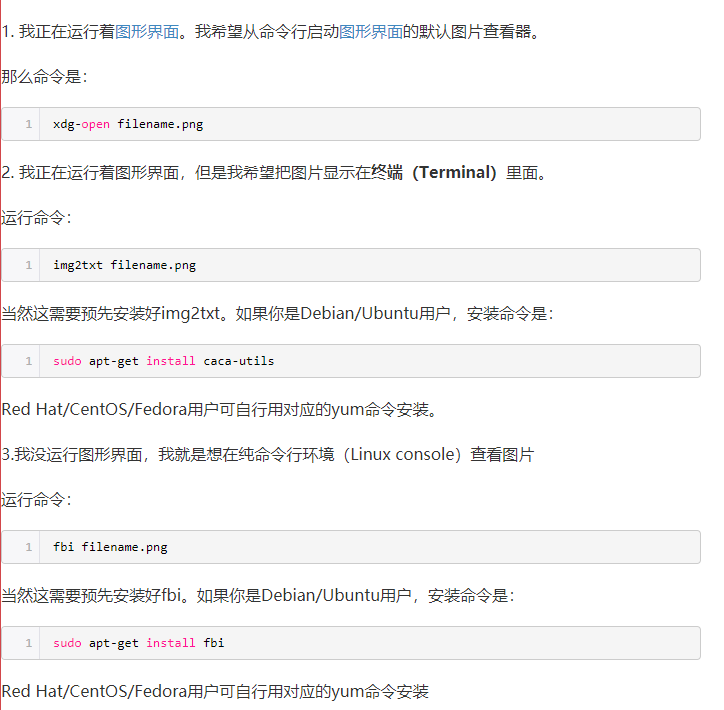 1. 我正在运行着图形界面。我希望从命令行启动图形界面的默认图片查看器。
那么命令是：
1 xdg-open filename.png
2. 我正在运行着图形界面，但是我希望把图片显示在终端（Terminal）里面。
运行命令：
1 img2txt filename.png
当然这需要预先安装好img2txt。如果你是Debian/Ubuntu用户，安装命令是：
1 sudo apt-get install caca-utils
Red Hat/CentOS/Fedora用户可自行用对应的yum命令安装。
3.我没运行图形界面，我就是想在纯命令行环境（Linux console）查看图片
运行命令：
1 fbi filename.png
当然这需要预先安装好fbi。如果你是Debian/Ubuntu用户，安装命令是：
1 sudo apt-get install fbi
Red Hat/CentOS/Fedora用户可自行用对应的yum命令安装